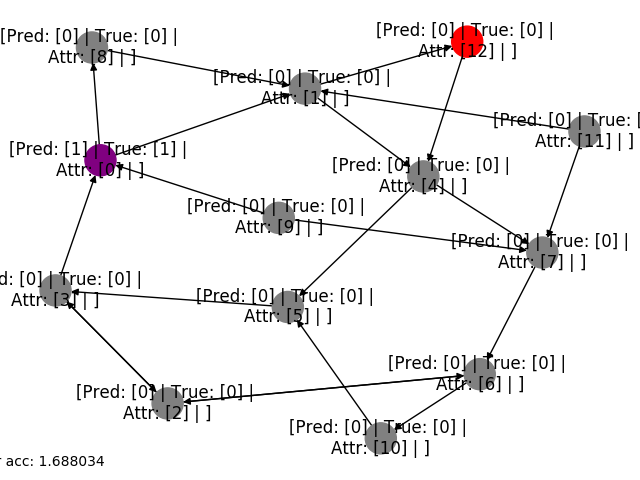 [Pred: [0] | True: [0] |
Attr: [8] | ]
[Pred: [0] | True: [0] |
Attr: [12] | ]
[Pred: [0] | True: [0] |
Attr: [1] | ]
[Pred: [0] | True: [
Attr: [11] | ]
[Pred: [1] | True: [1] |
Attr: [0] | ]
[Pred: [0] | True: [0] |
Attr: [4] | ]
[Pred: [0] | True: [0] |
Attr: [9] | ]
[Pred: [0] | True: [0] |
Attr: [7] | ]
d: [0] | True: [0] |
Attr: [3] | ]
[Pred: [0] | True: [0] |
Attr: [5] | ]
[Pred: [0] | True: [0] |
Attr: [6] | ]
[Pred: [0] | True: [0] |
Attr: [2] | ]
[Pred: [0] | True: [0] |
Attr: [10] | ]
r acc: 1.688034